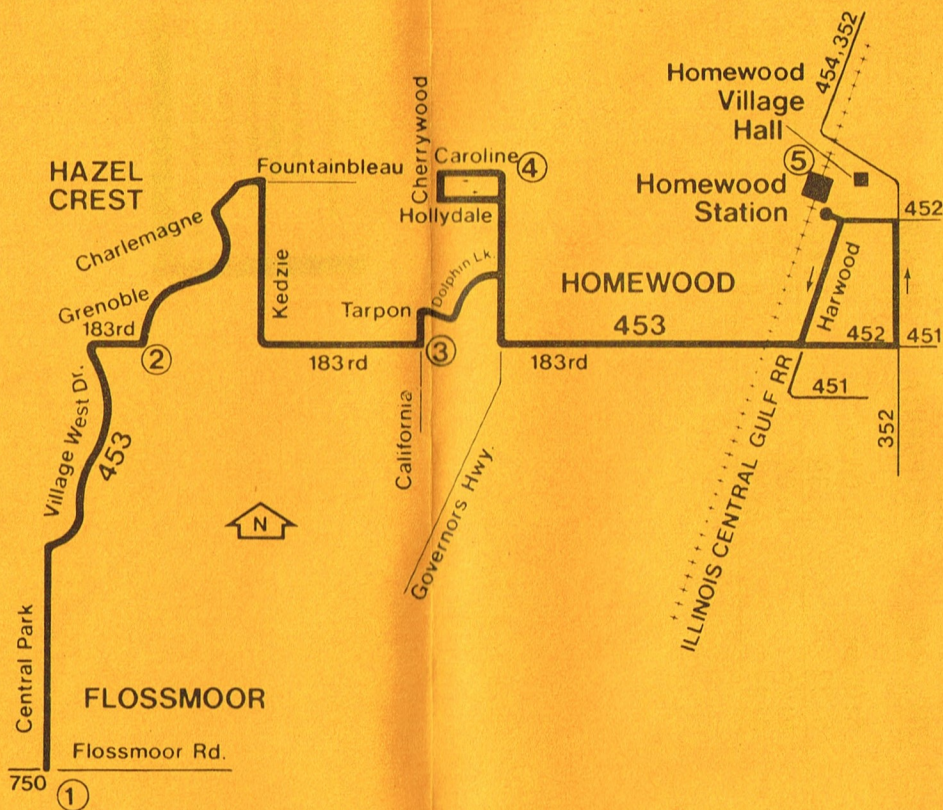 454,352
Homewood
Village
Hall
5
Homewood
Station
452
HAZEL
CREST
Fountainbleau
Cherrywood
Caroline
4
Hollydale
Charlemagne
Kedzie
Dolphin Lk.
HOMEWOOD
Harwood
Grenoble
Tarpon
453
183rd
2
183rd
3
183rd
452
451
451
Village West Dr.
453
California
Governors Hwy.
352
ILLINOIS CENTRAL GULF RR
N
Central Park
FLOSSMOOR
Flossmoor Rd.
750
1